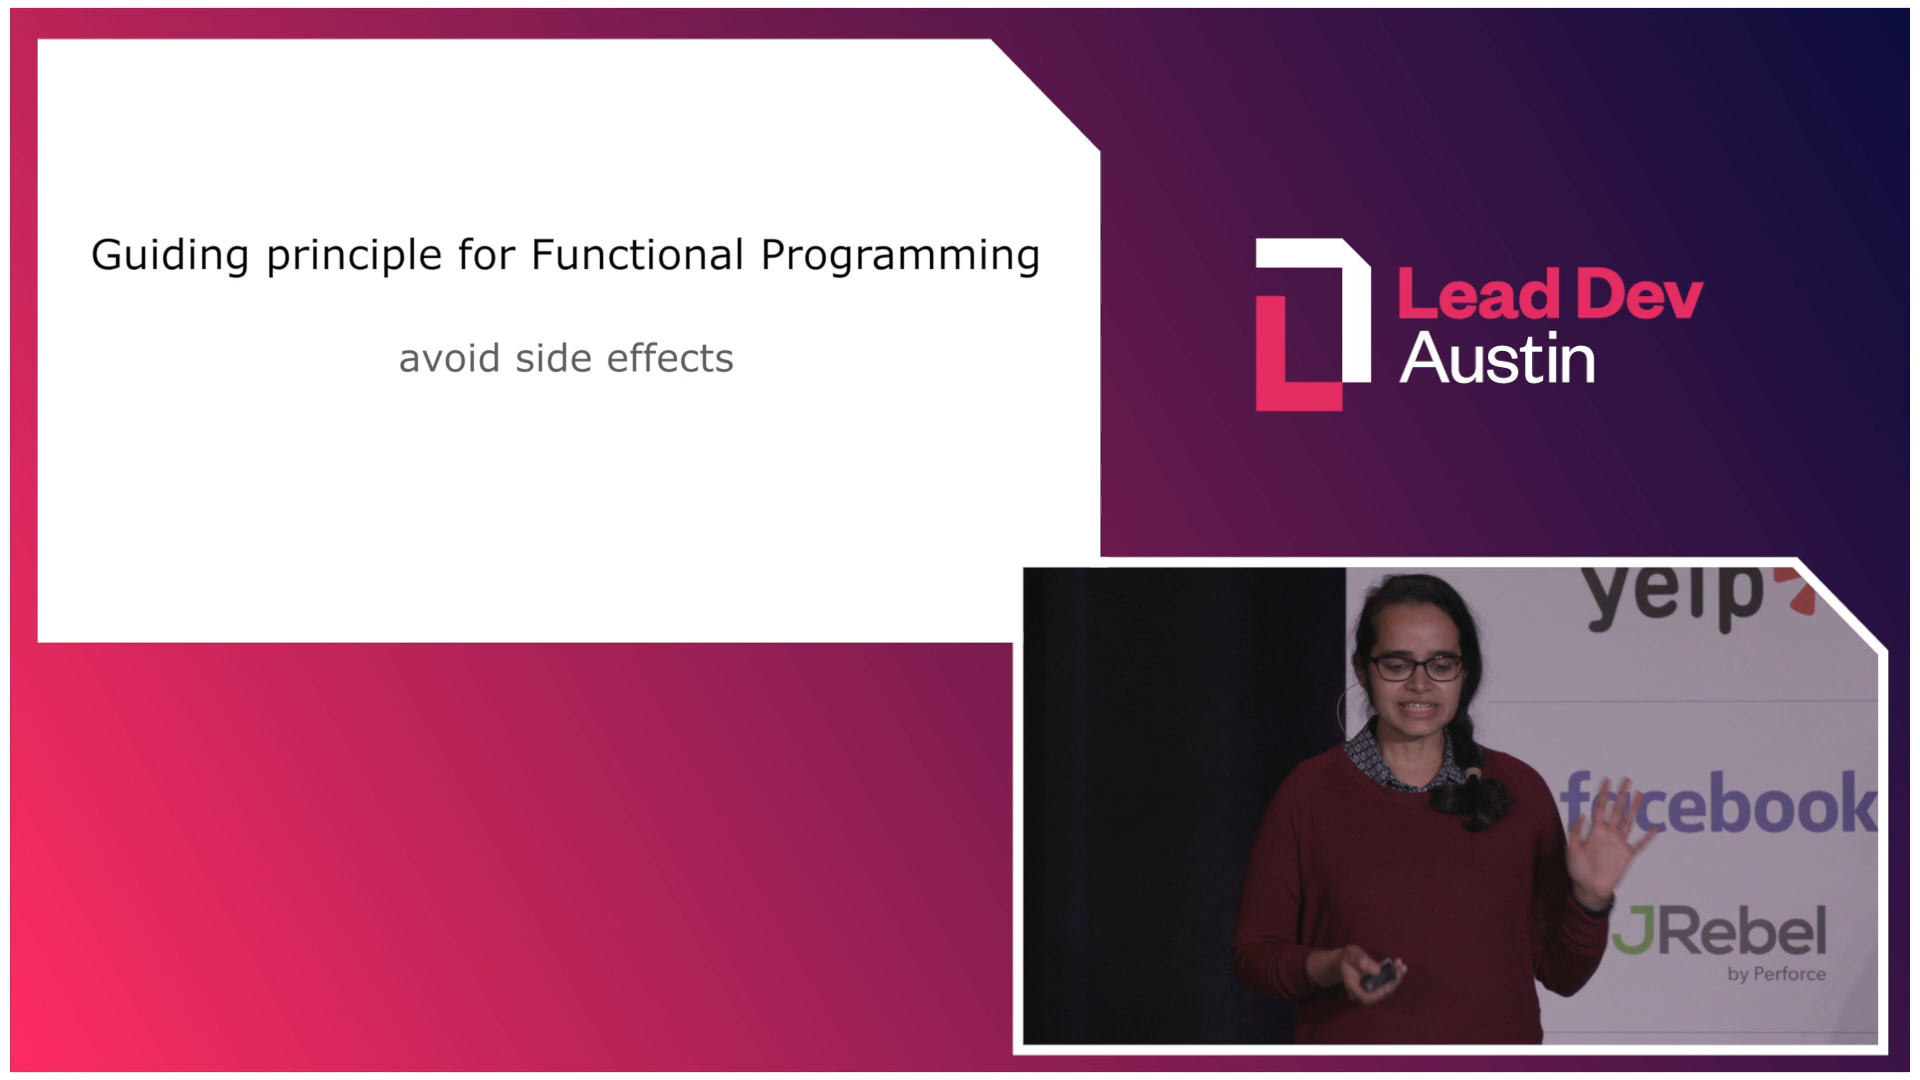 Guiding principle for Functional Programming
avoid side effects
Lead Dev
Austin
yelp
facebook
JRebel
by Perforce